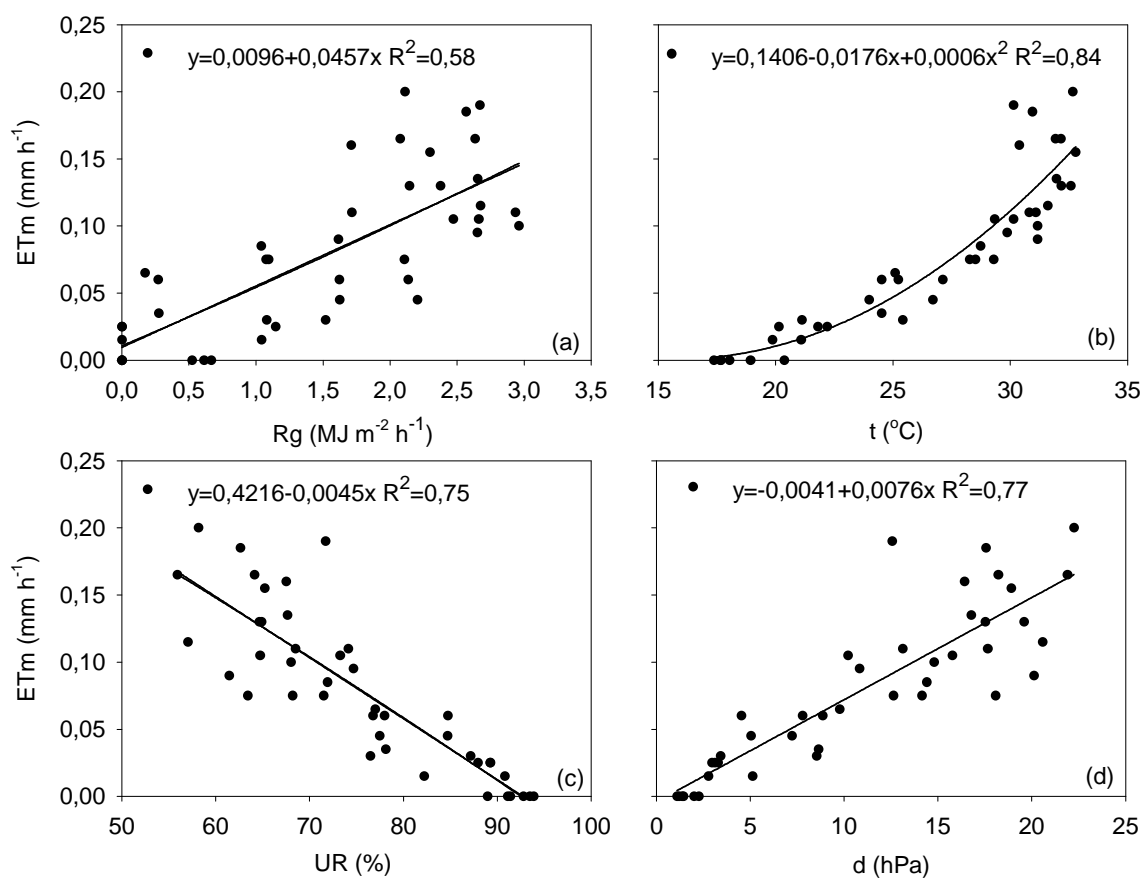 0,25
y=0,0096+0,0457x R²=0,58
0,20
0,15
0,10
0,05
0,00
ETm (mm h⁻¹)
(a)
0,0 0,5 1,0 1,5 2,0 2,5 3,0 3,5
Rg (MJ m⁻² h⁻¹)
y=0,1406-0,0176x+0,0006x² R²=0,84
(b)
15 20 25 30 35
t (°C)
0,25
y=0,4216-0,0045x R²=0,75
0,20
0,15
0,10
0,05
0,00
ETm (mm h⁻¹)
(c)
50 60 70 80 90 100
UR (%)
y=-0,0041+0,0076x R²=0,77
(d)
0 5 10 15 20 25
d (hPa)